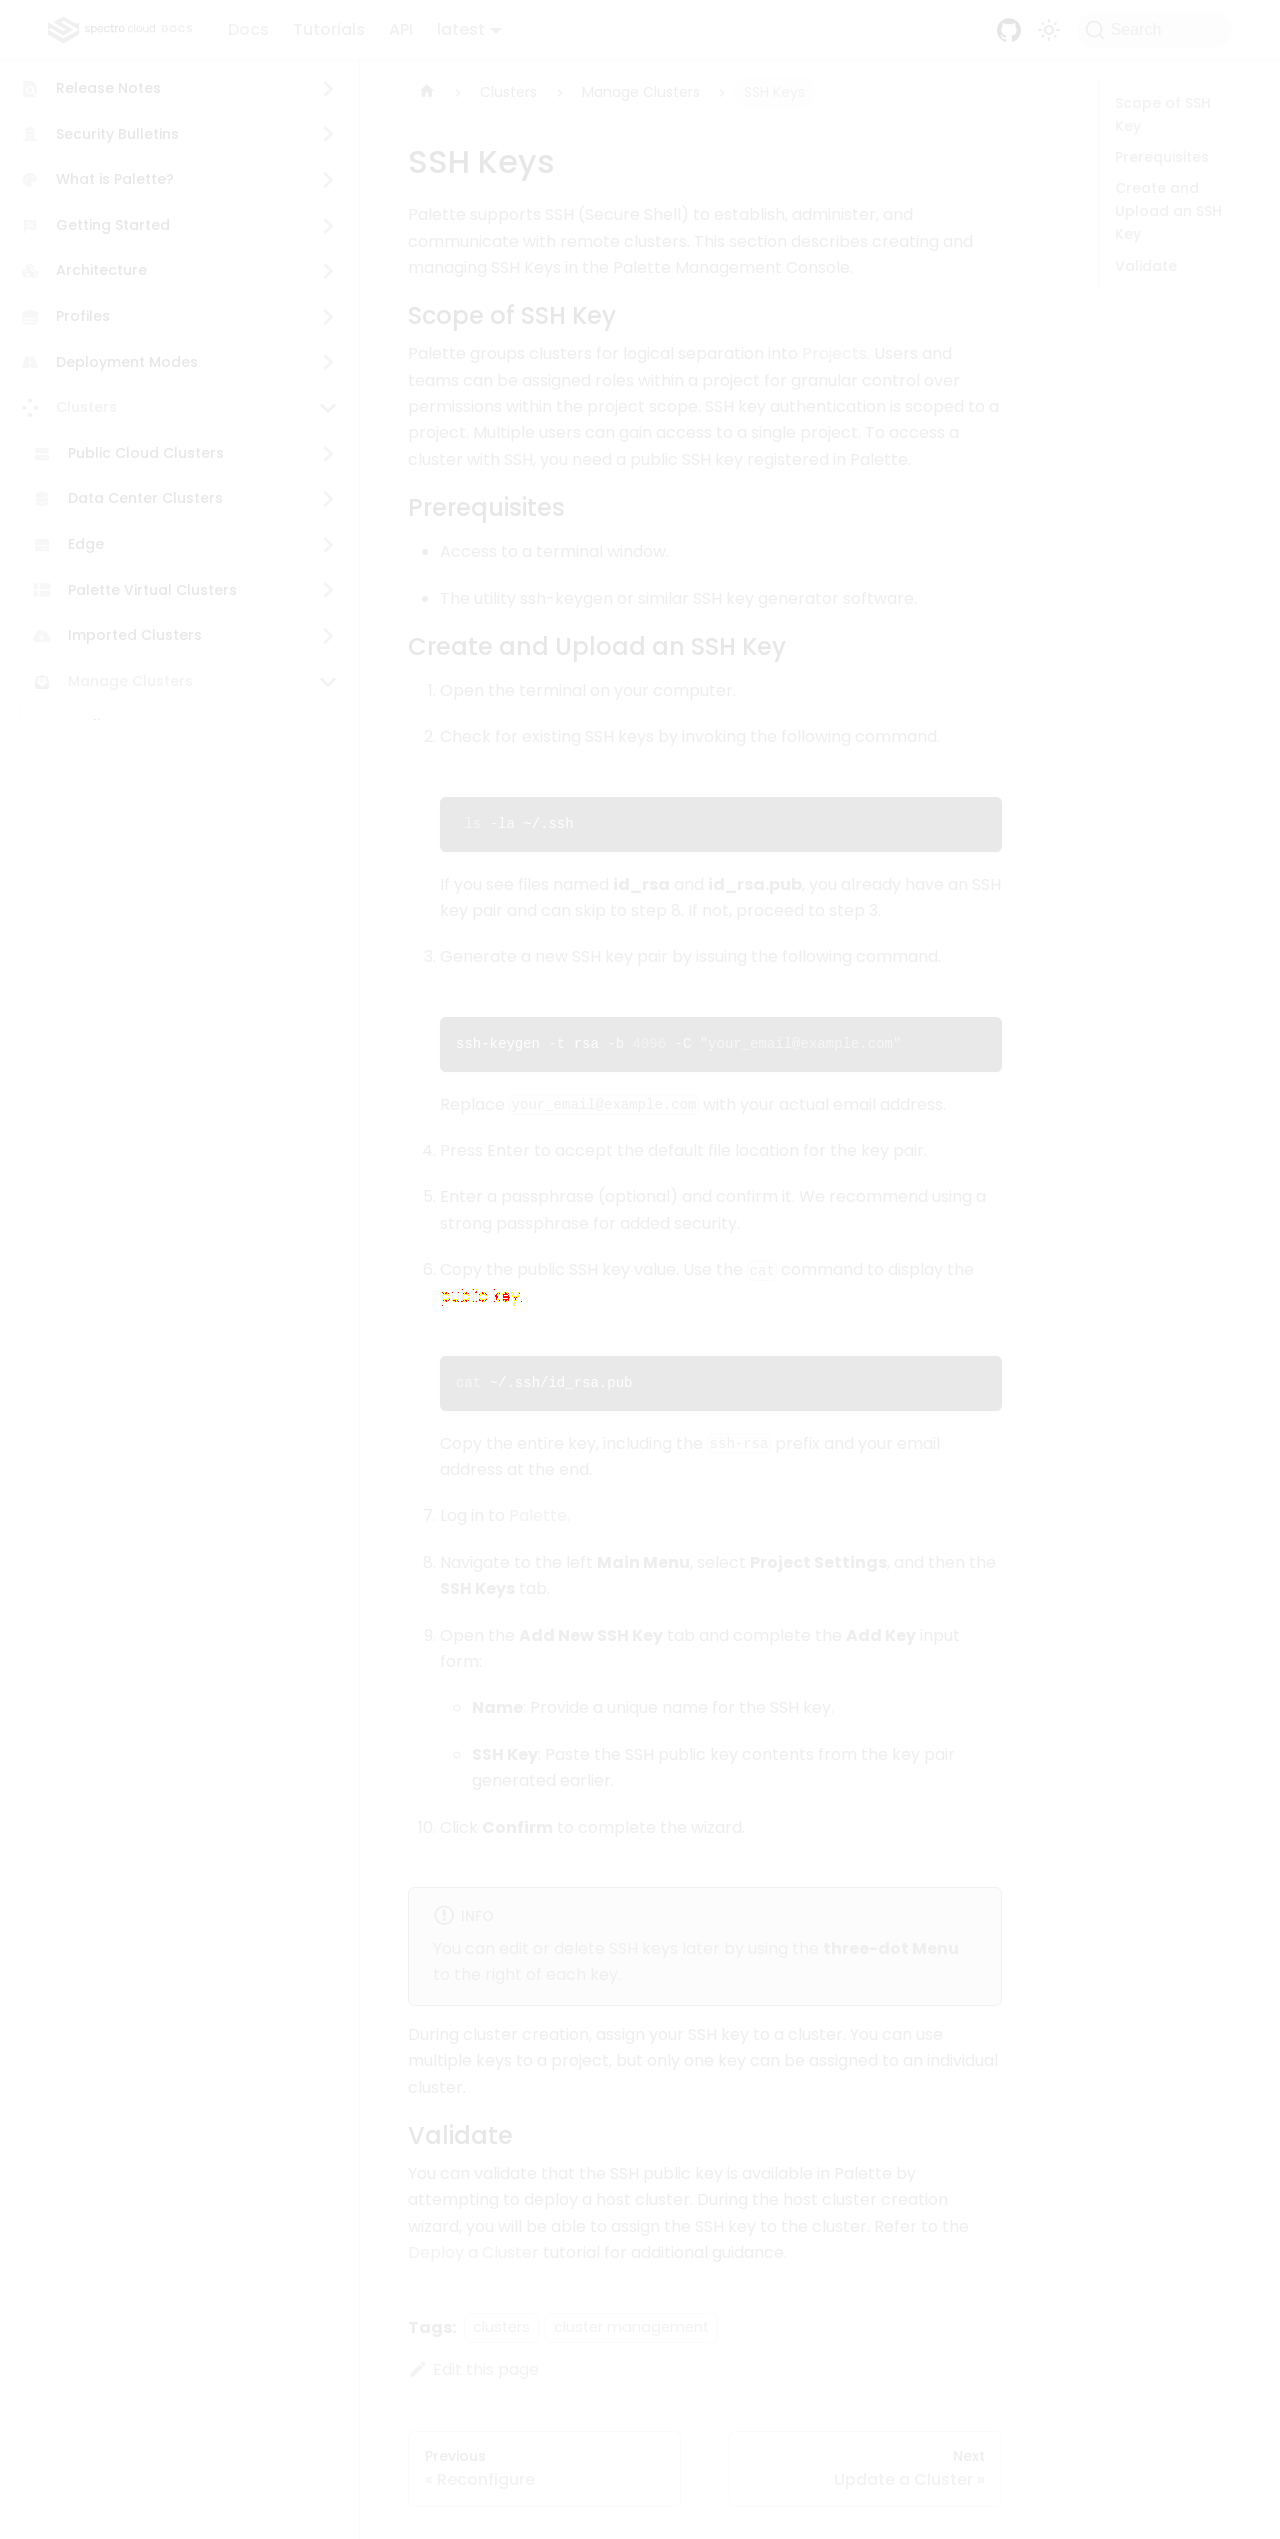 spectro cloud DOCS
Docs
Tutorials
API
latest
Search
Release Notes
Security Bulletins
What is Palette?
Getting Started
Architecture
Profiles
Deployment Modes
Clusters
Public Cloud Clusters
Data Center Clusters
Edge
Palette Virtual Clusters
Imported Clusters
Manage Clusters
Clusters
Manage Clusters
SSH Keys
SSH Keys
Palette supports SSH (Secure Shell) to establish, administer, and
communicate with remote clusters. This section describes creating and
managing SSH Keys in the Palette Management Console.
Scope of SSH Key
Palette groups clusters for logical separation into Projects. Users and
teams can be assigned roles within a project for granular control over
permissions within the project scope. SSH key authentication is scoped to a
project. Multiple users can gain access to a single project. To access a
cluster with SSH, you need a public SSH key registered in Palette.
Prerequisites
Access to a terminal window.
The utility ssh-keygen or similar SSH key generator software.
Create and Upload an SSH Key
1. Open the terminal on your computer.
2. Check for existing SSH keys by invoking the following command.
ls -la ~/.ssh
If you see files named id_rsa and id_rsa.pub, you already have an SSH
key pair and can skip to step 8. If not, proceed to step 3.
3. Generate a new SSH key pair by issuing the following command.
ssh-keygen -t rsa -b 4096 -C "your_email@example.com"
Replace your_email@example.com with your actual email address.
4. Press Enter to accept the default file location for the key pair.
5. Enter a passphrase (optional) and confirm it. We recommend using a
strong passphrase for added security.
6. Copy the public SSH key value. Use the cat command to display the
public key.
cat ~/.ssh/id_rsa.pub
Copy the entire key, including the ssh-rsa prefix and your email
address at the end.
7. Log in to Palette.
8. Navigate to the left Main Menu, select Project Settings, and then the
SSH Keys tab.
9. Open the Add New SSH Key tab and complete the Add Key input
form:
Name: Provide a unique name for the SSH key.
SSH Key: Paste the SSH public key contents from the key pair
generated earlier.
10. Click Confirm to complete the wizard.
INFO
You can edit or delete SSH keys later by using the three-dot Menu
to the right of each key.
During cluster creation, assign your SSH key to a cluster. You can use
multiple keys to a project, but only one key can be assigned to an individual
cluster.
Validate
You can validate that the SSH public key is available in Palette by
attempting to deploy a host cluster. During the host cluster creation
wizard, you will be able to assign the SSH key to the cluster. Refer to the
Deploy a Cluster tutorial for additional guidance.
Tags: clusters cluster management
Edit this page
Previous
« Reconfigure
Next
Update a Cluster »
Scope of SSH
Key
Prerequisites
Create and
Upload an SSH
Key
Validate